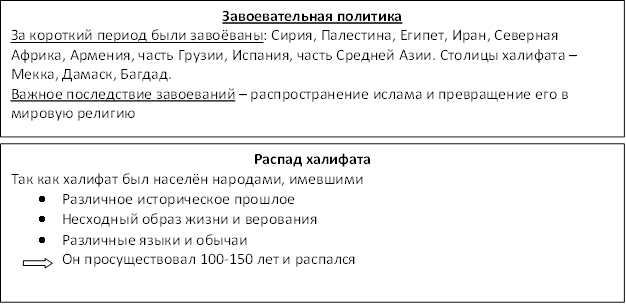 Завоевательная политика
За короткий период были завоёваны: Сирия, Палестина, Египет, Иран, Северная
Африка, Армения, часть Грузии, Испания, часть Средней Азии. Столицы халифата –
Мекка, Дамаск, Багдад.
Важное последствие завоеваний – распространение ислама и превращение его в
мировую религию
Распад халифата
Так как халифат был населён народами, имевшими
● Различное историческое прошлое
● Несходный образ жизни и верования
● Различные языки и обычаи
Он просуществовал 100-150 лет и распался